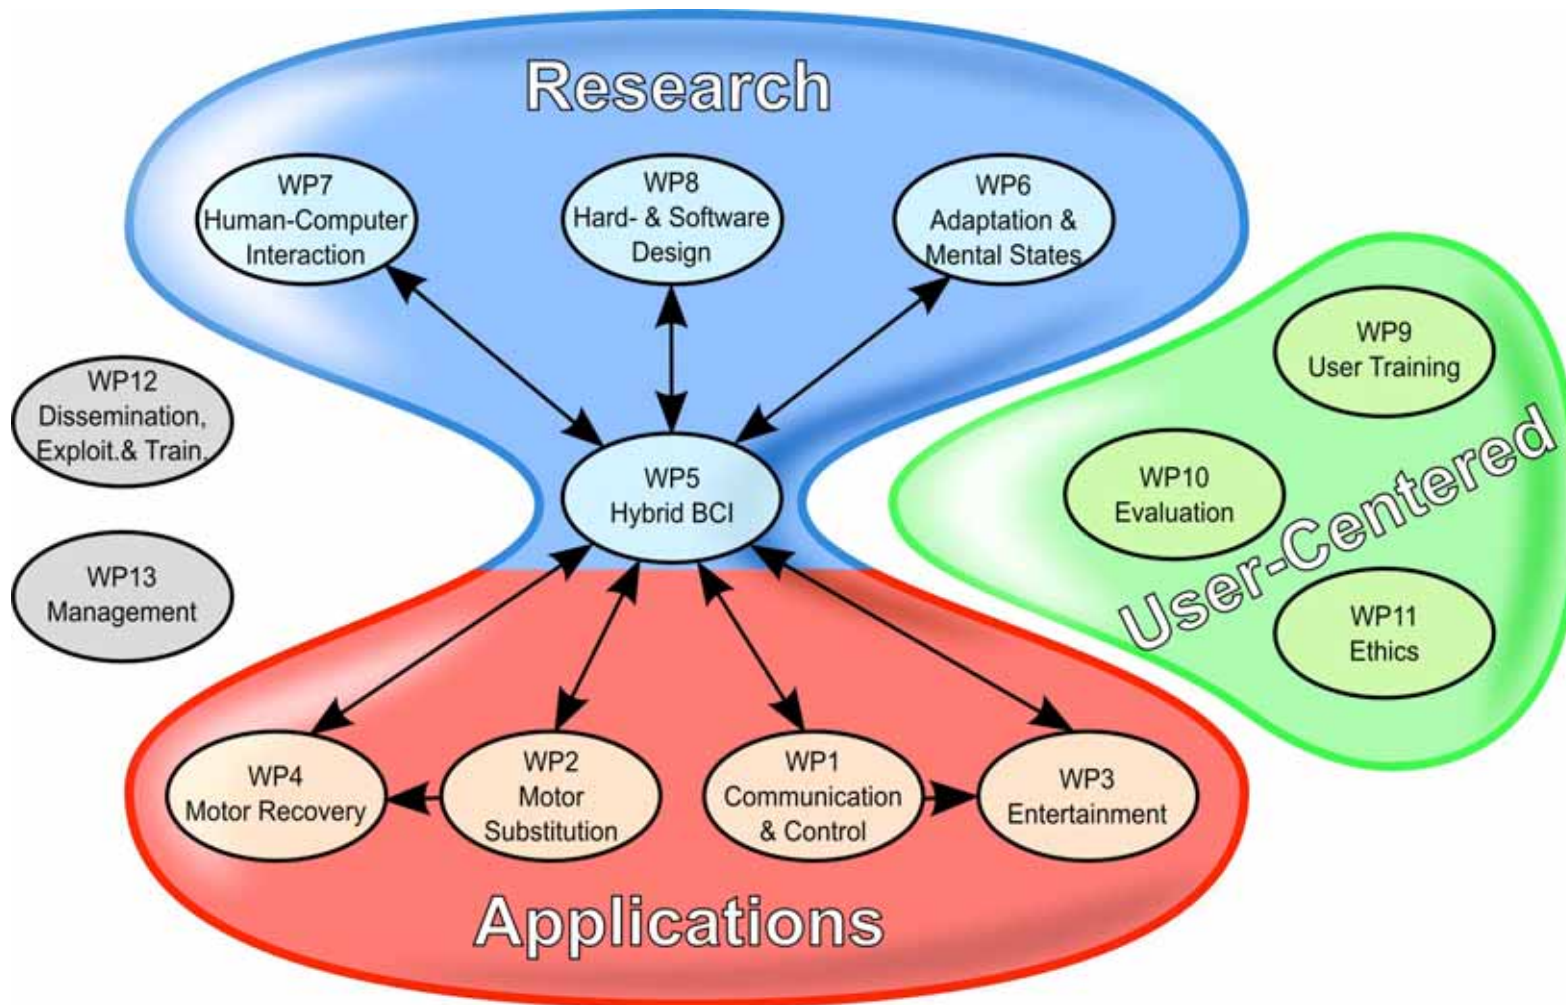 Research
WP7
Human-Computer
Interaction
WP8
Hard- & Software
Design
WP6
Adaptation &
Mental States
WP9
User Training
WP12
Dissemination,
Exploit.& Train.
WP5
Hybrid BCI
WP10
Evaluation
User-Centered
WP13
Management
WP11
Ethics
WP4
Motor Recovery
WP2
Motor
Substitution
WP1
Communication
& Control
WP3
Entertainment
Applications